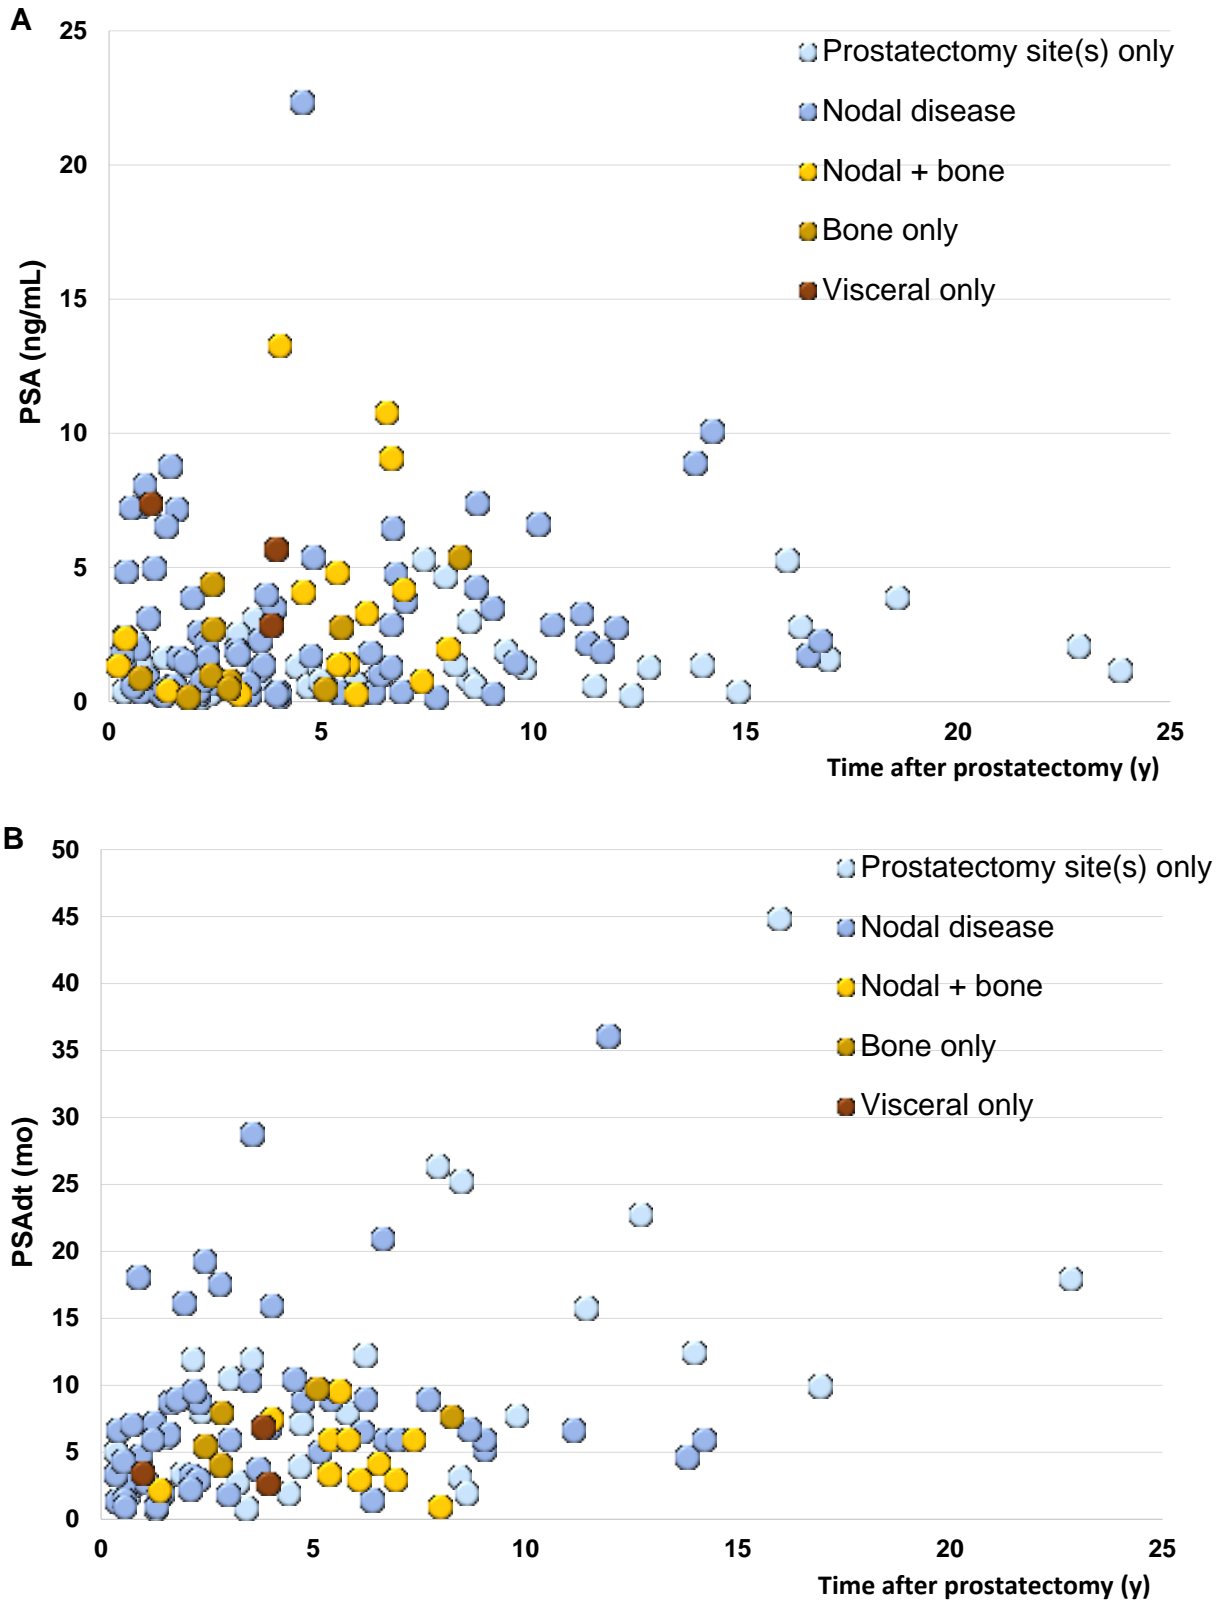 A
25
20
15
10
5
0
PSA (ng/mL)
Prostatectomy site(s) only
Nodal disease
Nodal + bone
Bone only
Visceral only
0 5 10 15 20 25
Time after prostatectomy (y)
B
50
45
40
35
30
25
20
15
10
5
0
PSAdt (mo)
Prostatectomy site(s) only
Nodal disease
Nodal + bone
Bone only
Visceral only
0 5 10 15 20 25
Time after prostatectomy (y)